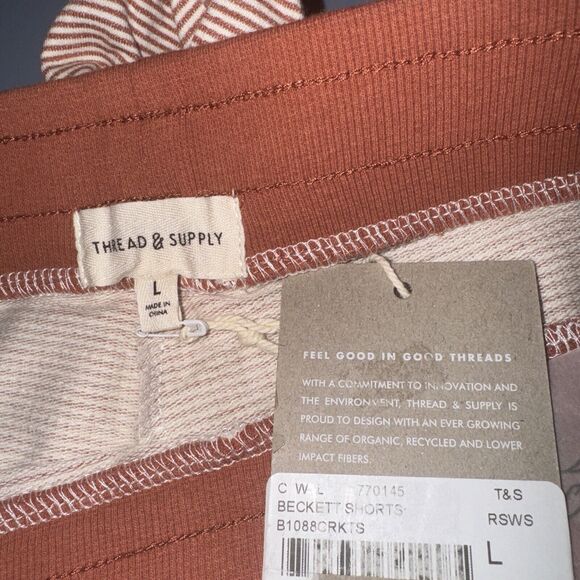 THREAD & SUPPLY
L
MADE IN
CHINA
FEEL GOOD IN GOOD THREADS
WITH A COMMITMENT TO INNOVATION AND
THE ENVIRONMENT, THREAD & SUPPLY IS
PROUD TO DESIGN WITH AN EVER GROWING
RANGE OF ORGANIC, RECYCLED AND LOWER
IMPACT FIBERS.
C W L 770145 T&S
BECKETT SHORTS
B1088CRKTS RSWS
L